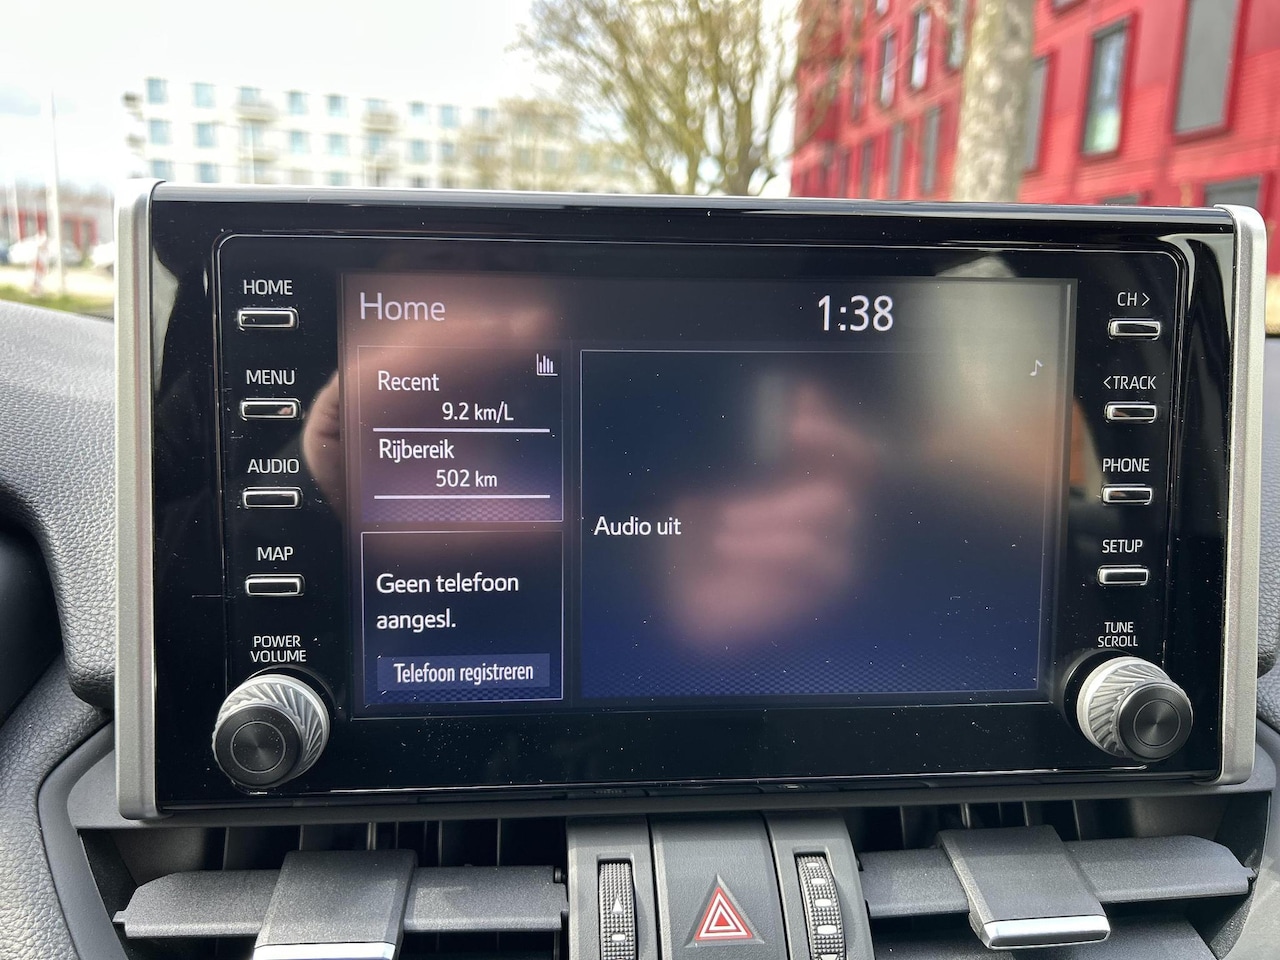 HOME
MENU
AUDIO
MAP
POWER
VOLUME
Home
1:38
Recent
9.2 km/L
Rijbereik
502 km
Geen telefoon
aangesl.
Telefoon registreren
Audio uit
CH >
<TRACK
PHONE
SETUP
TUNE
SCROLL